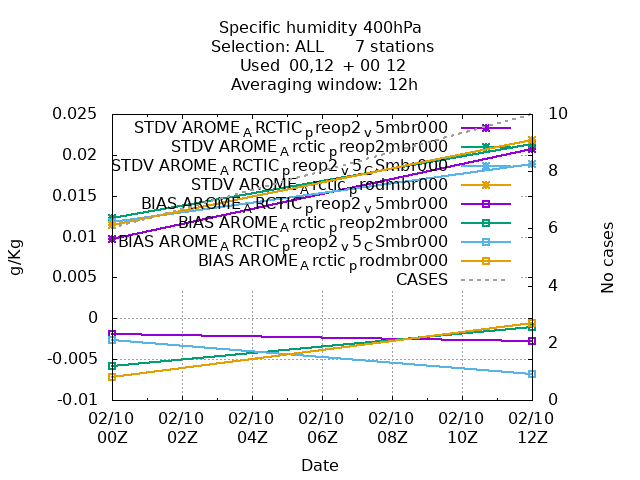 Specific humidity 400hPa
Selection: ALL 7 stations
Used 00,12 + 00 12
Averaging window: 12h
0.025
0.02
0.015
0.01
0.005
0
-0.005
-0.01
g/Kg
STDV AROME_ARCTIC_preop2_v5mbr000
STDV AROME_Arctic_preop2mbr000
STDV AROME_ARCTIC_preop2_v5_CSmbr000
STDV AROME_Arctic_prodmbr000
BIAS AROME_ARCTIC_preop2_v5mbr000
BIAS AROME_Arctic_preop2mbr000
BIAS AROME_ARCTIC_preop2_v5_CSmbr000
BIAS AROME_Arctic_prodmbr000
CASES
10
8
6
4
2
0
No cases
02/10 02/10 02/10 02/10 02/10 02/10 02/10
00Z 02Z 04Z 06Z 08Z 10Z 12Z
Date